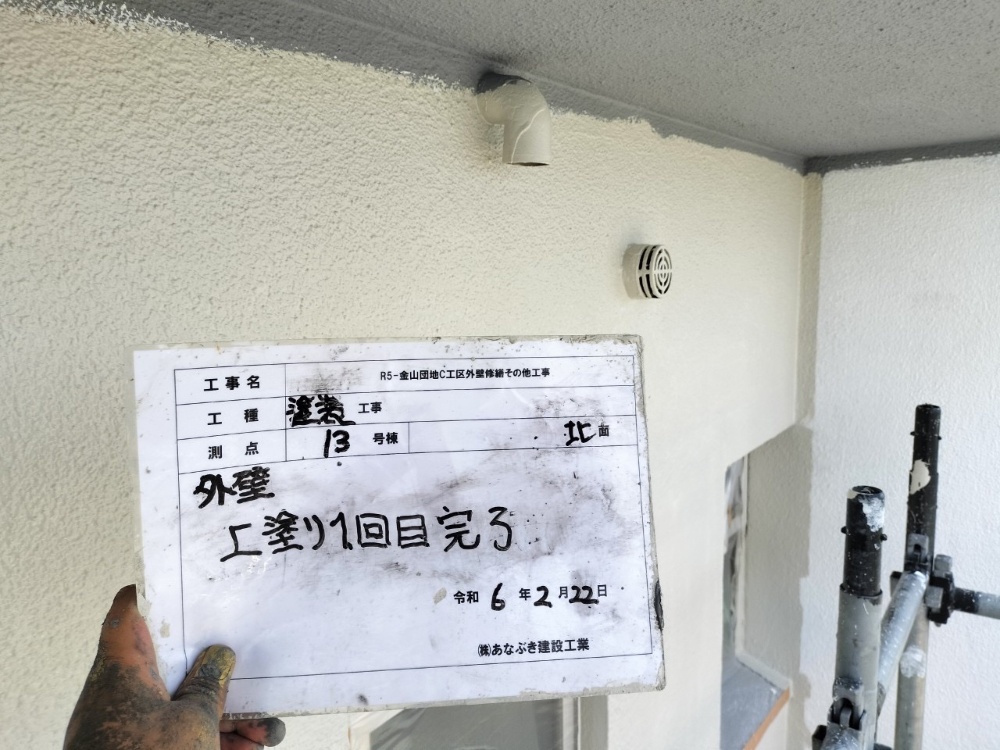 工事名 R5-金山団地C工区外壁修繕その他工事
工種 塗装 工事
測点 13 号棟 北面
外壁
上塗り1回目完了
令和 6 年 2 月 22 日
㈱あなぶき建設工業